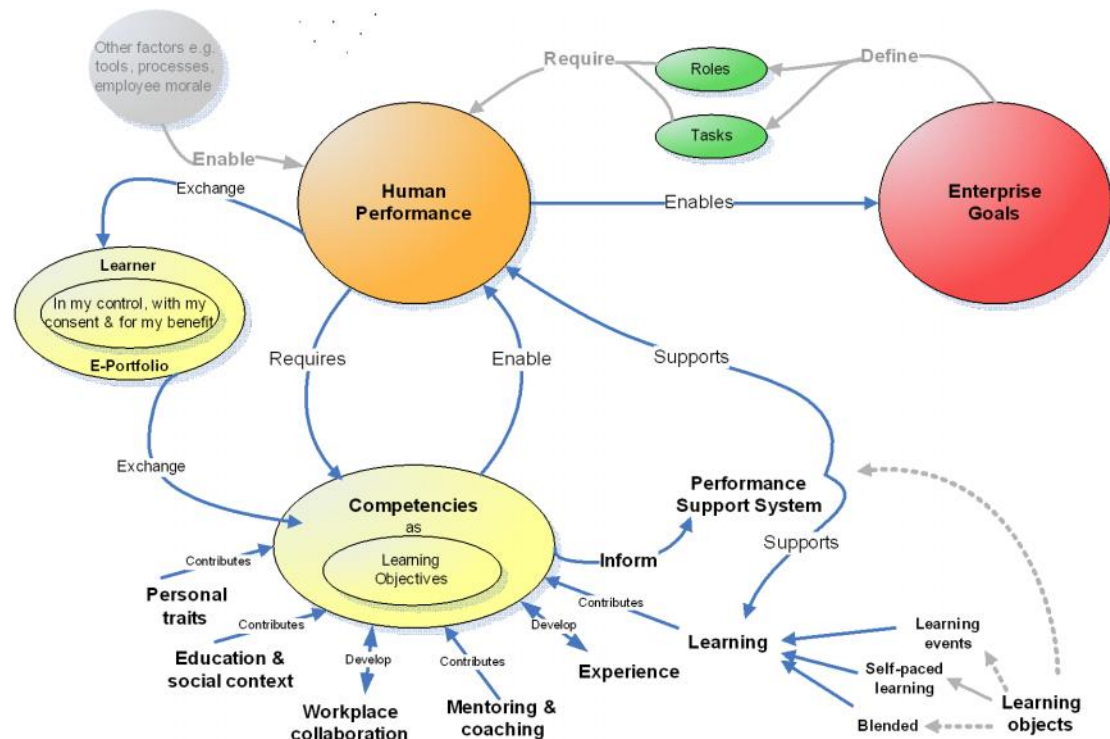 Other factors e.g.
tools, processes,
employee morale
Require
Roles
Define
Tasks
Enable
Exchange
Human
Performance
Enables
Enterprise
Goals
Learner
In my control, with my
consent & for my benefit
E-Portfolio
Requires
Enable
Supports
Exchange
Competencies
as
Learning
Objectives
Performance
Support System
Inform
Supports
Contributes
Personal
traits
Contributes
Education &
social context
Develop
Workplace
collaboration
Contributes
Mentoring &
coaching
Develop
Experience
Contributes
Learning
Learning
events
Self-paced
learning
Blended
Learning
objects